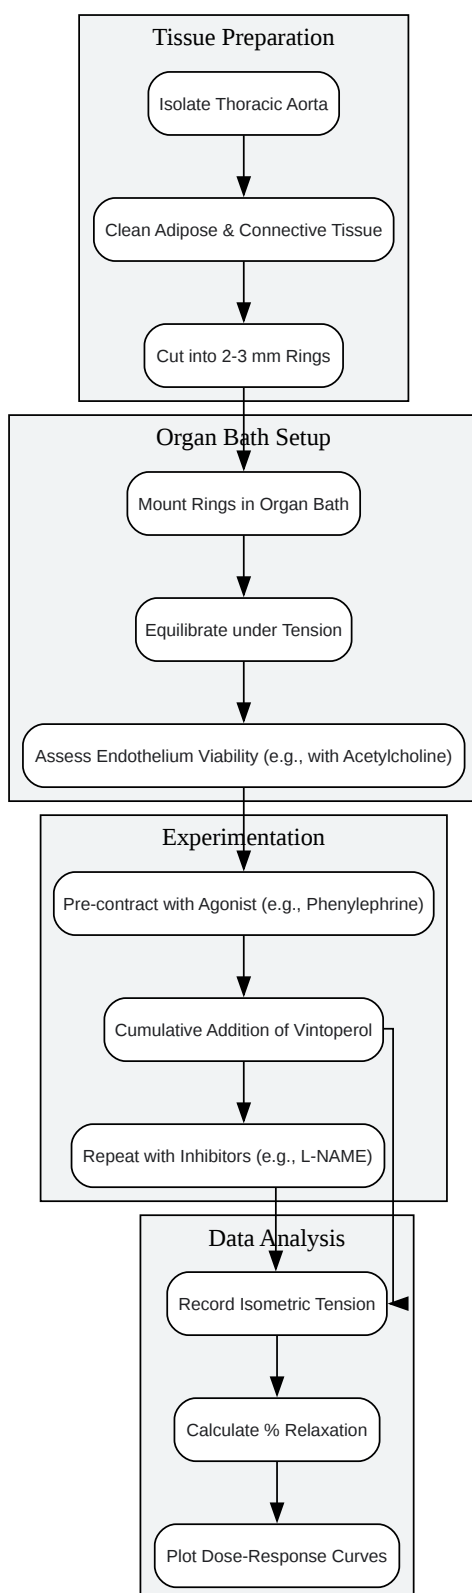 Tissue Preparation
Isolate Thoracic Aorta
Clean Adipose & Connective Tissue
Cut into 2-3 mm Rings
Organ Bath Setup
Mount Rings in Organ Bath
Equilibrate under Tension
Assess Endothelium Viability (e.g., with Acetylcholine)
Experimentation
Pre-contract with Agonist (e.g., Phenylephrine)
Cumulative Addition of Vintoperol
Repeat with Inhibitors (e.g., L-NAME)
Data Analysis
Record Isometric Tension
Calculate % Relaxation
Plot Dose-Response Curves